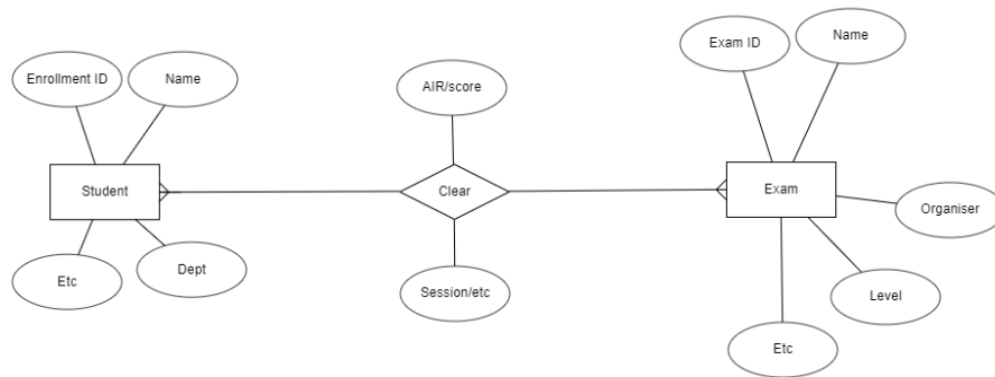 Exam ID
Name
Enrollment ID
Name
AIR/score
Student
Clear
Exam
Organiser
Etc
Dept
Session/etc
Level
Etc